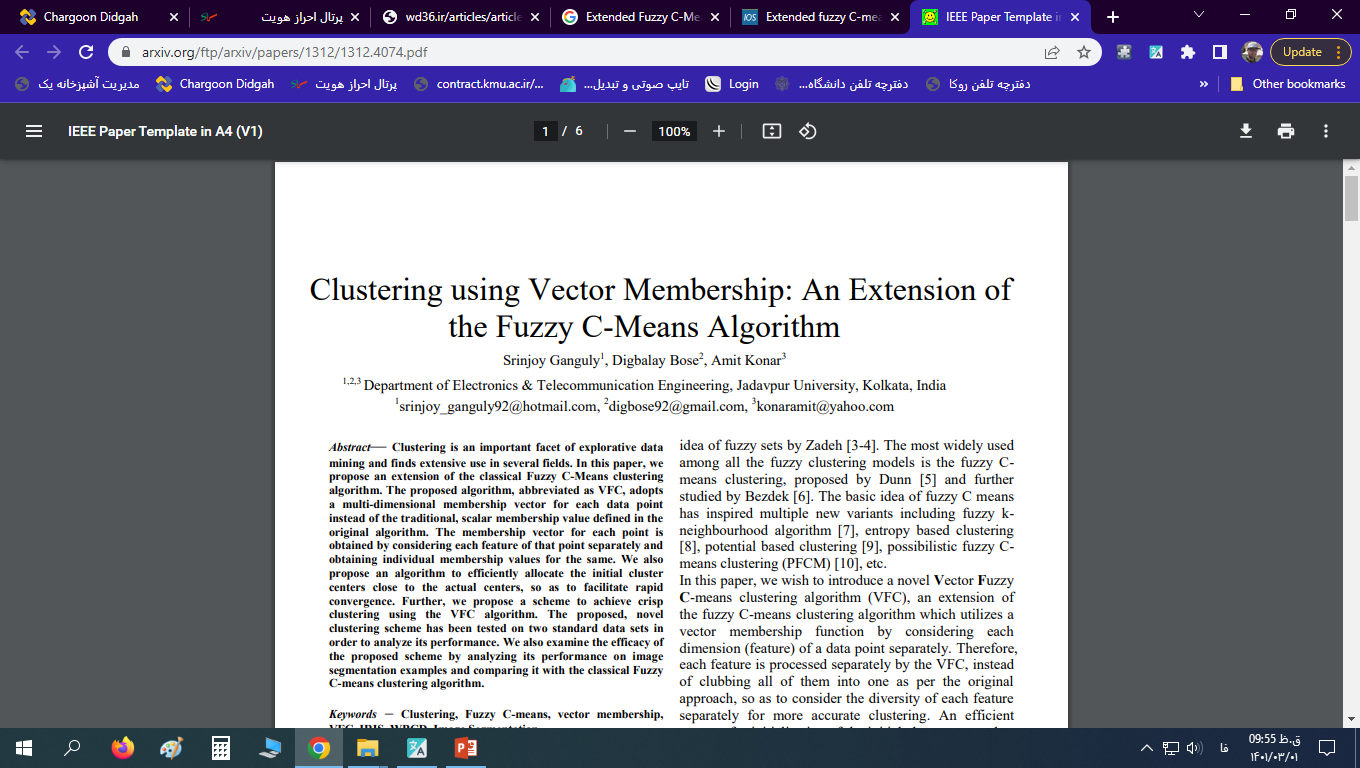 Chargoon Didgah
پرتال احراز هویت
wd36.ir/articles/article
Extended Fuzzy C-Me
Extended fuzzy C-mea
IEEE Paper Template in
arxiv.org/ftp/arxiv/papers/1312/1312.4074.pdf
Update
مدیریت آشپزخانه یک
Chargoon Didgah
پرتال احراز هویت
contract.kmu.ac.ir/...
تایپ صوتی و تبدیل...
Login
دفترچه تلفن دانشگاه...
دفترچه تلفن روکا
»
Other bookmarks
IEEE Paper Template in A4 (V1)
1 / 6
100%
Clustering using Vector Membership: An Extension of
the Fuzzy C-Means Algorithm
Srinjoy Ganguly1, Digbalay Bose2, Amit Konar3
1,2,3 Department of Electronics & Telecommunication Engineering, Jadavpur University, Kolkata, India
1srinjoy_ganguly92@hotmail.com, 2digbose92@gmail.com, 3konaramit@yahoo.com
Abstract— Clustering is an important facet of explorative data
mining and finds extensive use in several fields. In this paper, we
propose an extension of the classical Fuzzy C-Means clustering
algorithm. The proposed algorithm, abbreviated as VFC, adopts
a multi-dimensional membership vector for each data point
instead of the traditional, scalar membership value defined in the
original algorithm. The membership vector for each point is
obtained by considering each feature of that point separately and
obtaining individual membership values for the same. We also
propose an algorithm to efficiently allocate the initial cluster
centers close to the actual centers, so as to facilitate rapid
convergence. Further, we propose a scheme to achieve crisp
clustering using the VFC algorithm. The proposed, novel
clustering scheme has been tested on two standard data sets in
order to analyze its performance. We also examine the efficacy of
the proposed scheme by analyzing its performance on image
segmentation examples and comparing it with the classical Fuzzy
C-means clustering algorithm.
Keywords – Clustering, Fuzzy C-means, vector membership,
VFC, IRIS, WBCD, Image Segmentation
idea of fuzzy sets by Zadeh [3-4]. The most widely used
among all the fuzzy clustering models is the fuzzy C-
means clustering, proposed by Dunn [5] and further
studied by Bezdek [6]. The basic idea of fuzzy C means
has inspired multiple new variants including fuzzy k-
neighbourhood algorithm [7], entropy based clustering
[8], potential based clustering [9], possibilistic fuzzy C-
means clustering (PFCM) [10], etc.
In this paper, we wish to introduce a novel Vector Fuzzy
C-means clustering algorithm (VFC), an extension of
the fuzzy C-means clustering algorithm which utilizes a
vector membership function by considering each
dimension (feature) of a data point separately. Therefore,
each feature is processed separately by the VFC, instead
of clubbing all of them into one as per the original
approach, so as to consider the diversity of each feature
separately for more accurate clustering. An efficient
فا
09:55 ق.ظ
۱۴۰۱/۰۳/۰۱